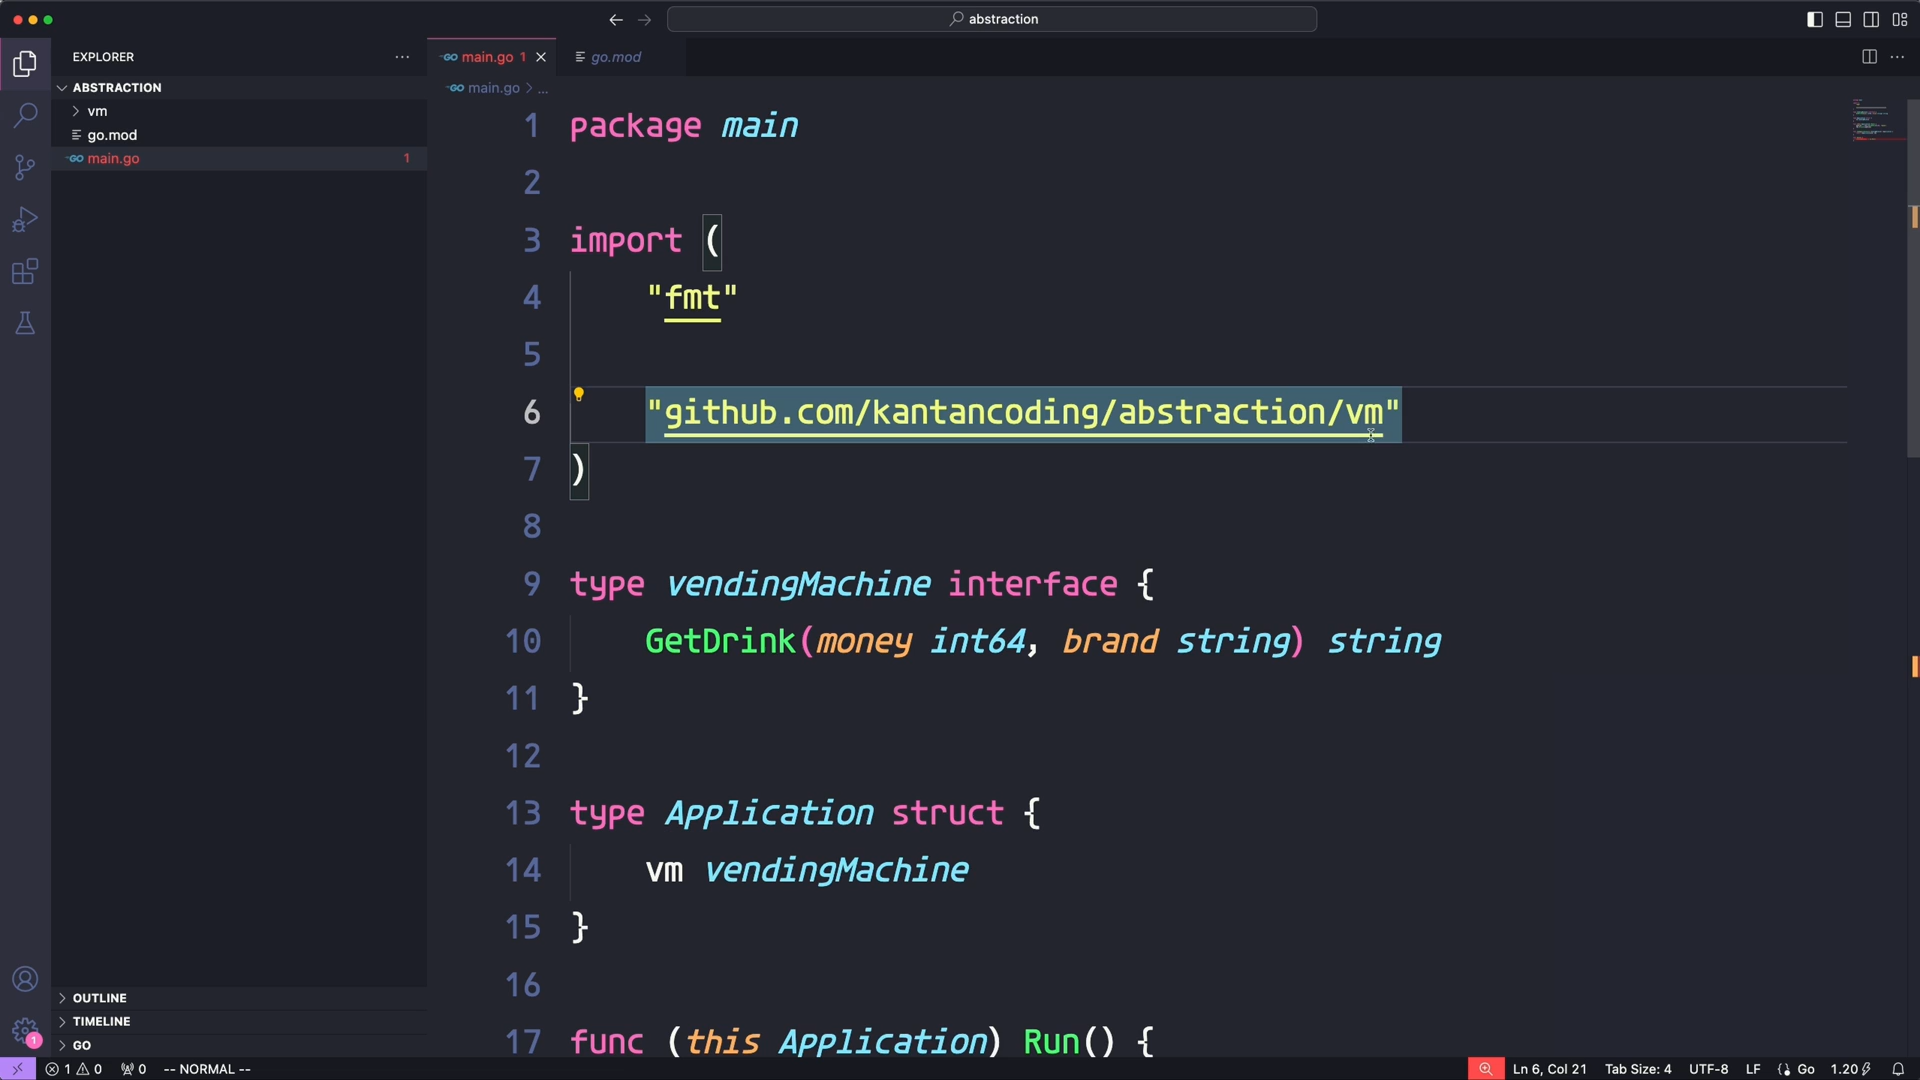 abstraction
EXPLORER
main.go 1
go.mod
ABSTRACTION
main.go > ...
vm
go.mod
main.go 1
1 package main
2
3 import (
4 "fmt"
5
6 "github.com/kantancoding/abstraction/vm"
7 )
8
9 type vendingMachine interface {
10 GetDrink(money int64, brand string) string
11 }
12
13 type Application struct {
14 vm vendingMachine
15 }
16
17 func (this Application) Run() {
OUTLINE
TIMELINE
GO
1
1 0 0 -- NORMAL -- Ln 6, Col 21 Tab Size: 4 UTF-8 LF Go 1.20